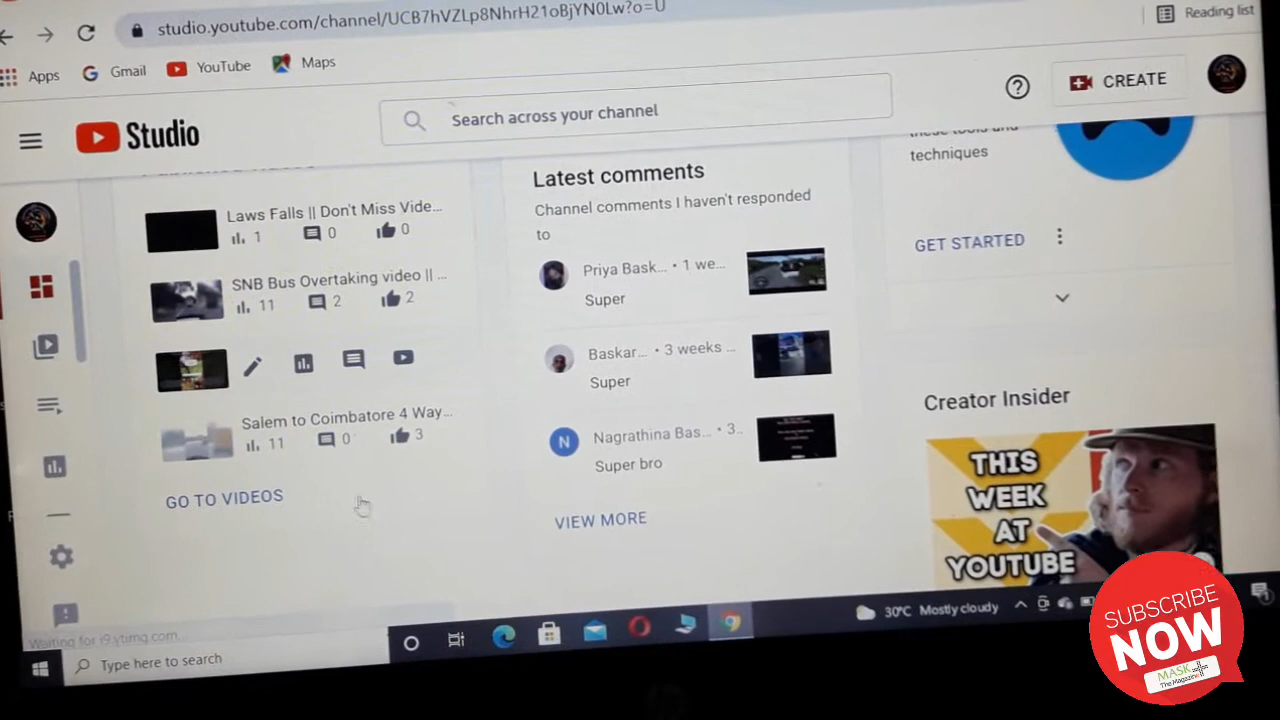 studio.youtube.com/channel/UCB7hVZLp8NhrH21oBjYN0Lw?o=U
Reading list
Apps
Gmail
YouTube
Maps
Studio
Search across your channel
CREATE
Laws Falls || Don't Miss Vide...
1 0 0
SNB Bus Overtaking video || ...
11 2 2
Salem to Coimbatore 4 Way...
11 0 3
GO TO VIDEOS
Latest comments
Channel comments I haven't responded
to
Priya Bask... • 1 we...
Super
Baskar... • 3 weeks ...
Super
N
Nagrathina Bas... • 3..
Super bro
VIEW MORE
these tools and
techniques
GET STARTED
Creator Insider
THIS
WEEK
AT
YOUTUBE
Waiting for i9.ytimg.com...
Type here to search
30°C Mostly cloudy
1
SUBSCRIBE
NOW
MASK
The Magazine